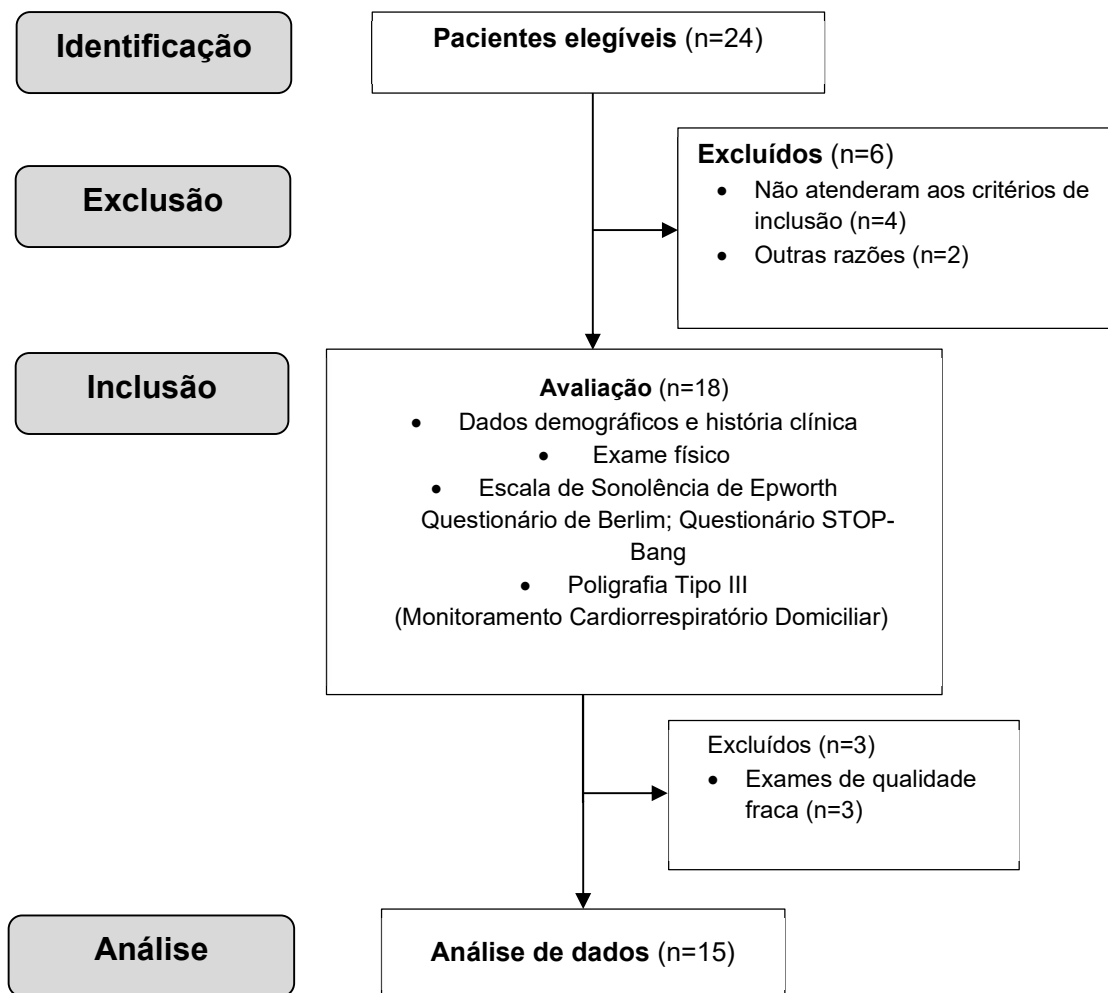 Identificação
Pacientes elegíveis (n=24)
Exclusão
Excluídos (n=6)
• Não atenderam aos critérios de
inclusão (n=4)
• Outras razões (n=2)
Inclusão
Avaliação (n=18)
• Dados demográficos e história clínica
• Exame físico
• Escala de Sonolência de Epworth
Questionário de Berlim; Questionário STOP-
Bang
• Poligrafia Tipo III
(Monitoramento Cardiorrespiratório Domiciliar)
Excluídos (n=3)
• Exames de qualidade
fraca (n=3)
Análise
Análise de dados (n=15)